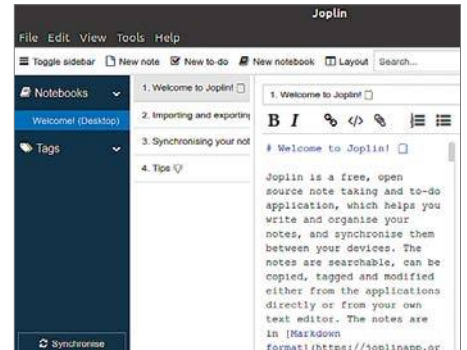 Joplin
File Edit View Tools Help
Toggle sidebar New note New to-do New notebook Layout Search...
Notebooks
Welcome! (Desktop)
Tags
Synchronise
1. Welcome to Joplin!
2. Importing and exporting
3. Synchronising your not
4. Tips
1. Welcome to Joplin!
B I
# Welcome to Joplin!
Joplin is a free, open
source note taking and to-do
application, which helps you
write and organise your
notes, and synchronise them
between your devices. The
notes are searchable, can be
copied, tagged and modified
either from the applications
directly or from your own
text editor. The notes are
in [Markdown
format](https://joplinapp.or